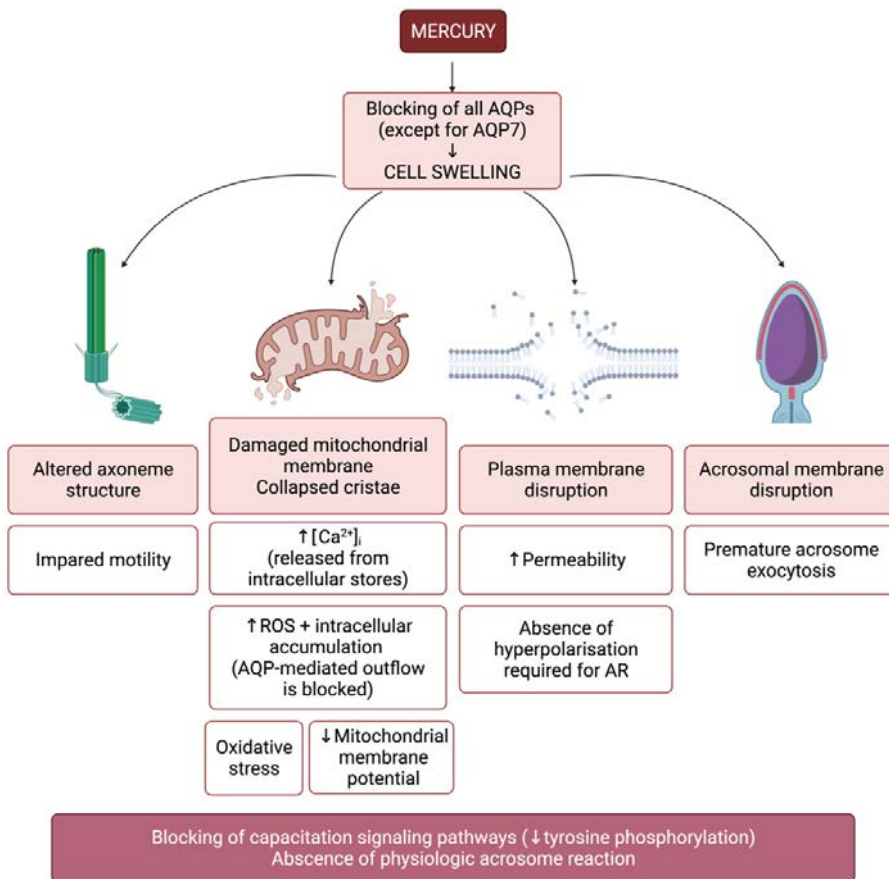 MERCURY
Blocking of all AQPs
(except for AQP7)
↓
CELL SWELLING
Altered axoneme
structure
Impared motility
Damaged mitochondrial
membrane
Collapsed cristae
↑[Ca²⁺]ᵢ
(released from
intracellular stores)
↑ROS + intracellular
accumulation
(AQP-mediated outflow
is blocked)
Oxidative
stress
↓Mitochondrial
membrane
potential
Plasma membrane
disruption
↑Permeability
Absence of
hyperpolarisation
required for AR
Acrosomal membrane
disruption
Premature acrosome
exocytosis
Blocking of capacitation signaling pathways (↓tyrosine phosphorylation)
Abscence of physiologic acrosome reaction